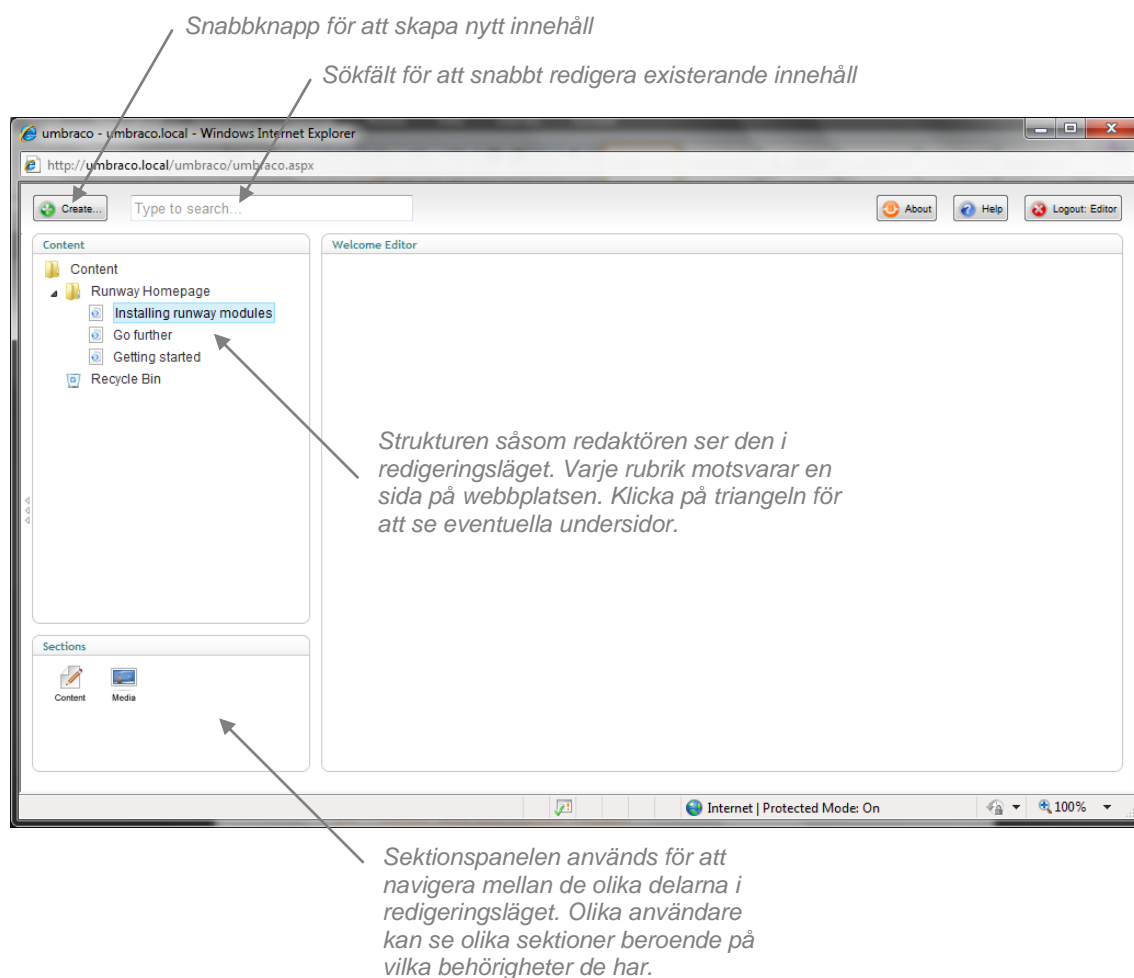 Snabbknapp för att skapa nytt innehåll
Sökfält för att snabbt redigera existerande innehåll
umbraco - umbraco.local - Windows Internet Explorer
http://umbraco.local/umbraco/umbraco.aspx
Create...
Type to search...
About
Help
Logout: Editor
Content
Welcome Editor
Content
Runway Homepage
Installing runway modules
Go further
Getting started
Recycle Bin
Strukturen såsom redaktören ser den i
redigeringsläget. Varje rubrik motsvarar en
sida på webbplatsen. Klicka på triangeln för
att se eventuella undersidor.
Sections
Content
Media
Internet | Protected Mode: On
100%
Sektionspanelen används för att
navigera mellan de olika delarna i
redigeringsläget. Olika användare
kan se olika sektioner beroende på
vilka behörigheter de har.